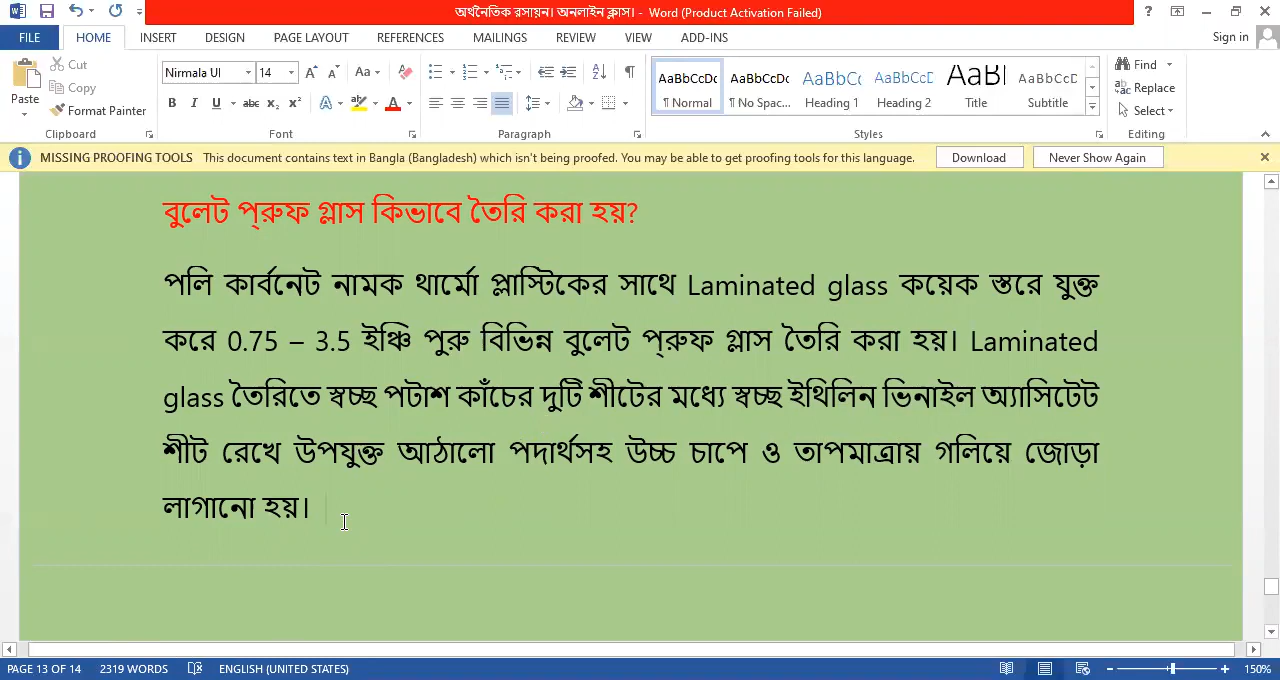 অর্থনৈতিক রসায়ন। অনলাইন ক্লাস। - Word (Product Activation Failed)
FILE HOME INSERT DESIGN PAGE LAYOUT REFERENCES MAILINGS REVIEW VIEW ADD-INS Sign in
Paste Cut Copy Format Painter
Nirmala UI 14
AaBbCcDc AaBbCcDc AaBbCc AaBbCcD AaBl AaBbCcD
¶ Normal ¶ No Spac... Heading 1 Heading 2 Title Subtitle
Find Replace Select
Clipboard Font Paragraph Styles Editing
MISSING PROOFING TOOLS This document contains text in Bangla (Bangladesh) which isn't being proofed. You may be able to get proofing tools for this language. Download Never Show Again
বুলেট প্রুফ গ্লাস কিভাবে তৈরি করা হয়?
পলি কার্বনেট নামক থার্মো প্লাস্টিকের সাথে Laminated glass কয়েক স্তরে যুক্ত
করে 0.75 – 3.5 ইঞ্চি পুরু বিভিন্ন বুলেট প্রুফ গ্লাস তৈরি করা হয়। Laminated
glass তৈরিতে স্বচ্ছ পটাশ কাঁচের দুটি শীটের মধ্যে স্বচ্ছ ইথিলিন ভিনাইল অ্যাসিটেট
শীট রেখে উপযুক্ত আঠালো পদার্থসহ উচ্চ চাপে ও তাপমাত্রায় গলিয়ে জোড়া
লাগানো হয়।
PAGE 13 OF 14 2319 WORDS ENGLISH (UNITED STATES) 150%